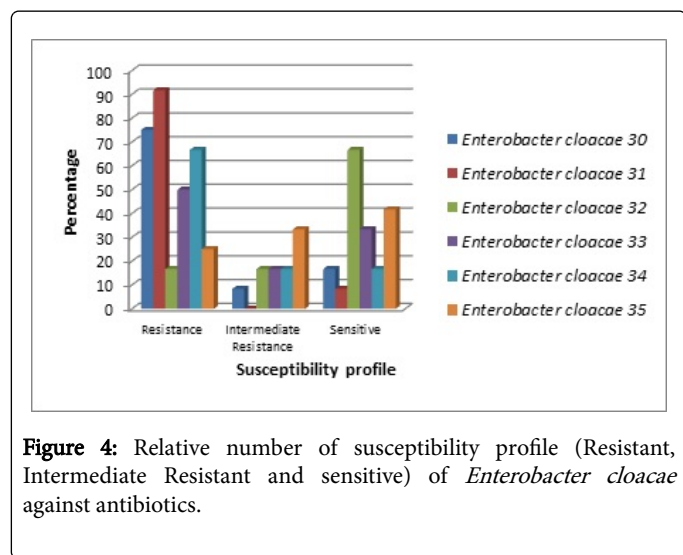 100
90
80
70
60
50
40
30
20
10
0
Percentage
Resistance
Intermediate
Resistance
Sensitive
Susceptibility profile
Enterobacter cloacae 30
Enterobacter cloacae 31
Enterobacter cloacae 32
Enterobacter cloacae 33
Enterobacter cloacae 34
Enterobacter cloacae 35
Figure 4: Relative number of susceptibility profile (Resistant,
Intermediate Resistant and sensitive) of Enterobacter cloacae
against antibiotics.